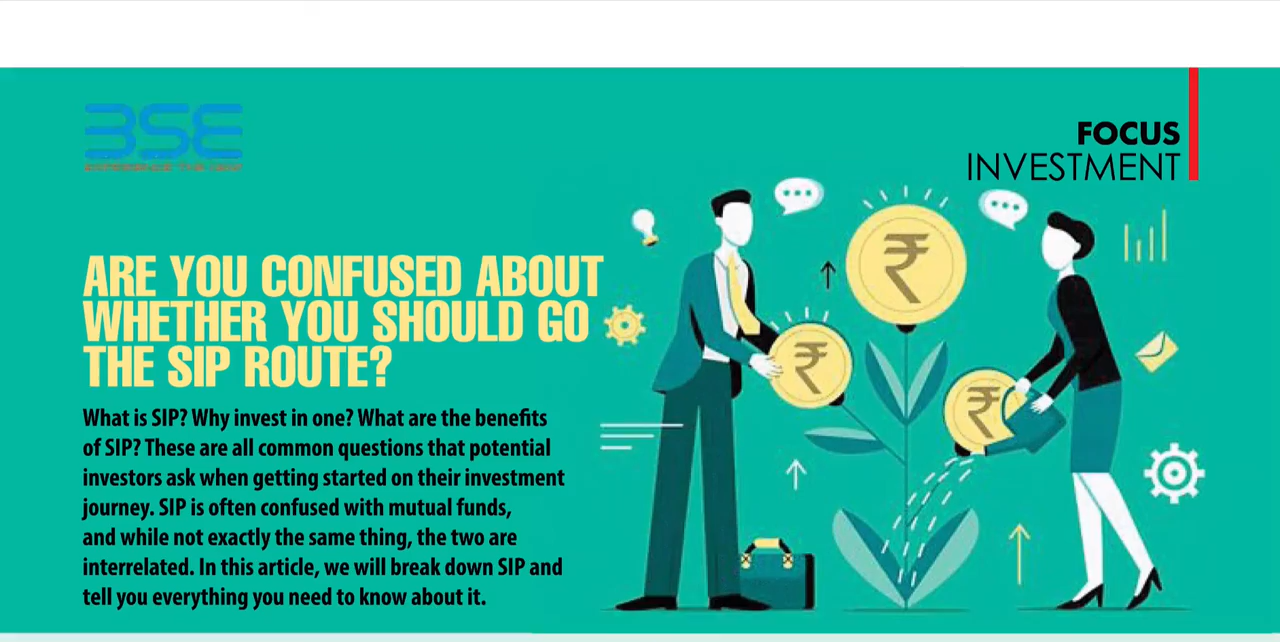 BSE
FOCUS
INVESTMENT
ARE YOU CONFUSED ABOUT
WHETHER YOU SHOULD GO
THE SIP ROUTE?
What is SIP? Why invest in one? What are the benefits
of SIP? These are all common questions that potential
investors ask when getting started on their investment
journey. SIP is often confused with mutual funds,
and while not exactly the same thing, the two are
interrelated. In this article, we will break down SIP and
tell you everything you need to know about it.
₹
₹
₹